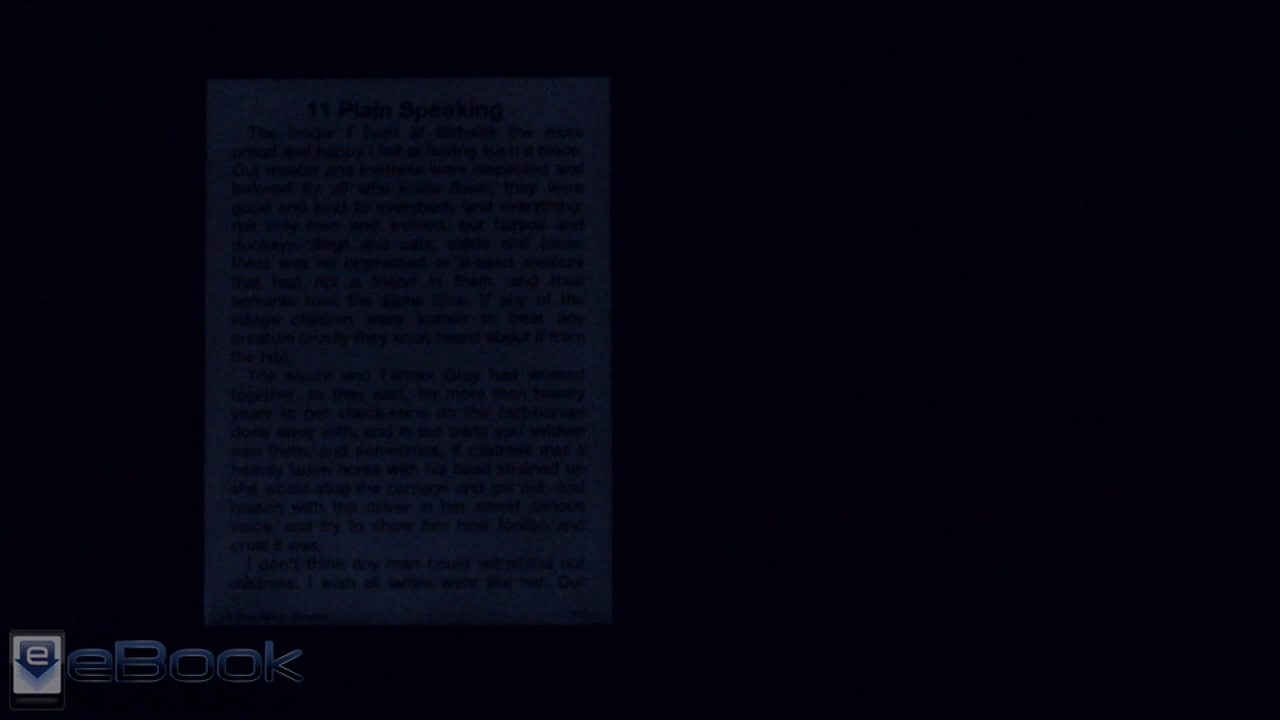 11 Plain Speaking
The longer I lived at Birtwick the more
proud and happy I felt at having such a place.
Our master and mistress were respected and
beloved by all who knew them; they were
good and kind to everybody and everything;
not only men and women, but horses and
donkeys, dogs and cats, cattle and birds;
there was no oppressed or ill-used creature
that had not a friend in them, and their
servants took the same tone. If any of the
village children were known to treat any
creature cruelly they soon heard about it from
the Hall.
The squire and Farmer Grey had worked
together, as they said, for more than twenty
years to get check-reins on the cart-horses
done away with, and in our parts you seldom
saw them; and sometimes, if mistress met a
heavily laden horse with his head strained up
she would stop the carriage and get out, and
reason with the driver in her sweet serious
voice, and try to show him how foolish and
cruel it was.
I don't think any man could withstand our
mistress. I wish all ladies were like her. Our
eBook